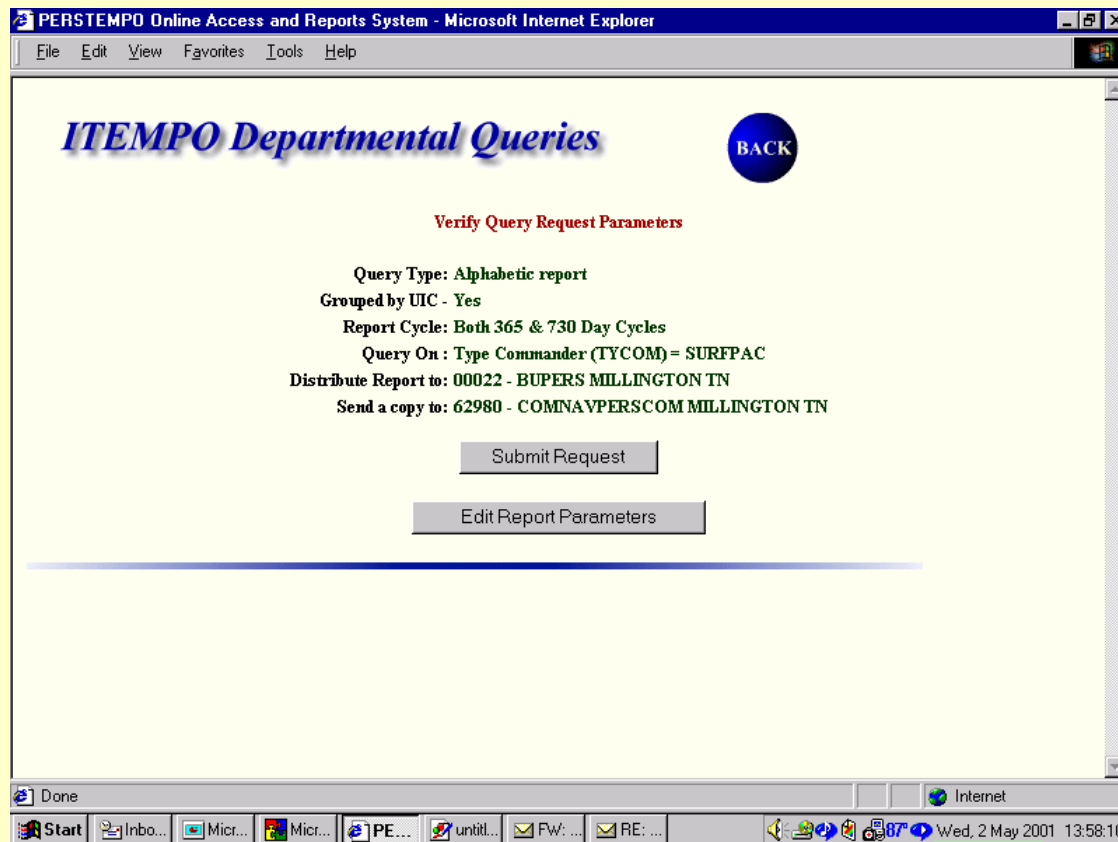 PERSTEMPO Online Access and Reports System - Microsoft Internet Explorer
File Edit View Favorites Tools Help
ITEMPO Departmental Queries
BACK
Verify Query Request Parameters
Query Type: Alphabetic report
Grouped by UIC - Yes
Report Cycle: Both 365 & 730 Day Cycles
Query On : Type Commander (TYCOM) = SURFPAC
Distribute Report to: 00022 - BUPERS MILLINGTON TN
Send a copy to: 62980 - COMNAVPERSCOM MILLINGTON TN
Submit Request
Edit Report Parameters
Done Internet
Start Inbo... Micr... Micr... PE... untitl... FW: ... RE: ... 87° Wed, 2 May 2001 13:58:10